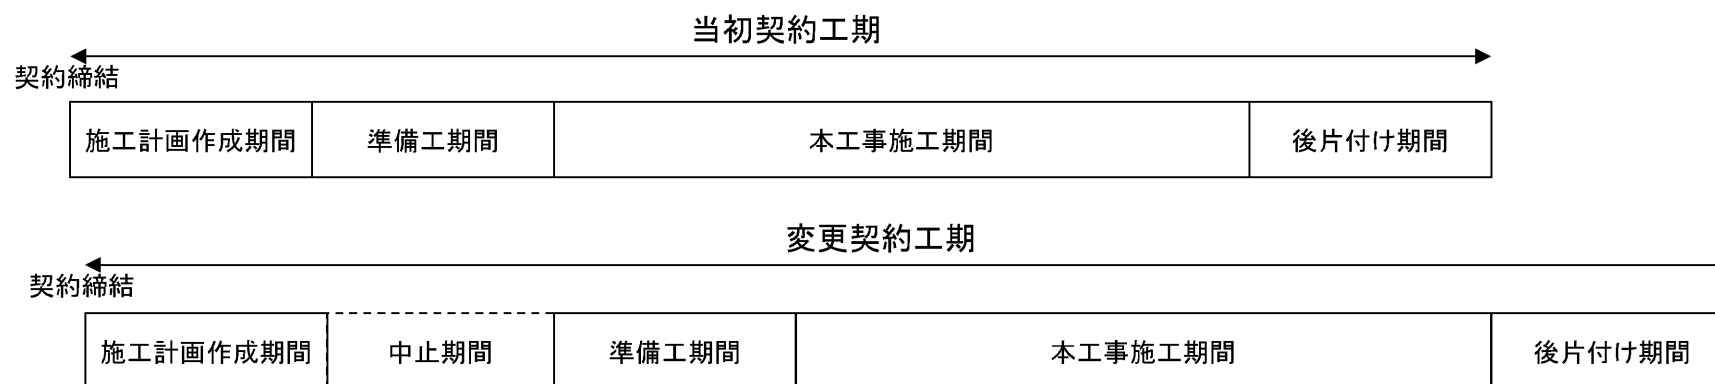 当初契約工期
契約締結
施工計画作成期間 準備工期間 本工事施工期間 後片付け期間
変更契約工期
契約締結
施工計画作成期間 中止期間 準備工期間 本工事施工期間 後片付け期間